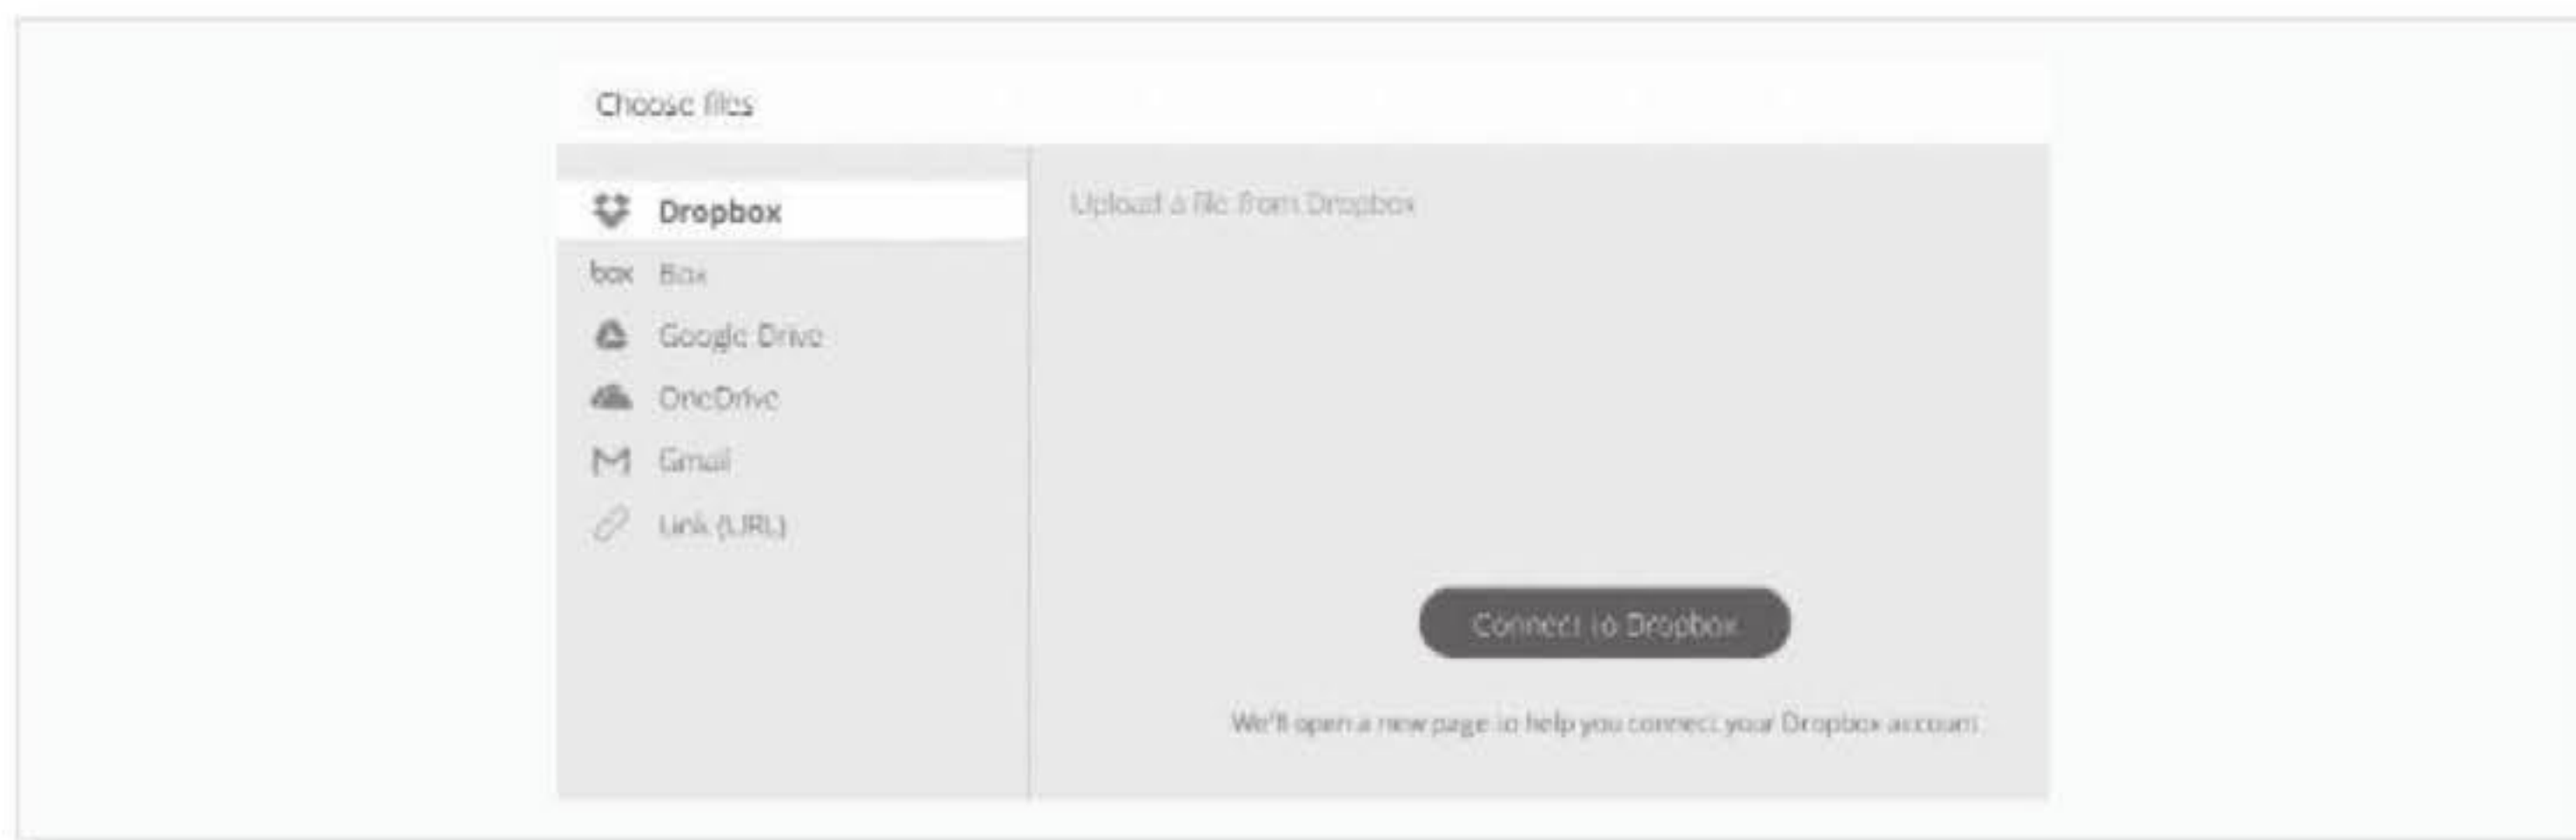 Choose files
Dropbox
box Box
Google Drive
OneDrive
Gmail
Link (URL)
Upload a file from Dropbox
Connect to Dropbox
We'll open a new page to help you connect your Dropbox account